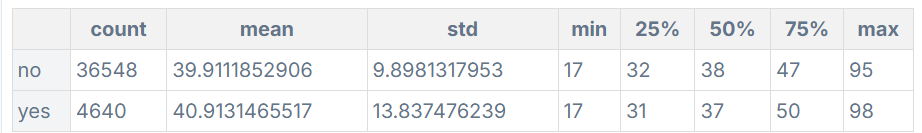 count mean std min 25% 50% 75% max
no 36548 39.9111852906 9.8981317953 17 32 38 47 95
yes 4640 40.9131465517 13.837476239 17 31 37 50 98